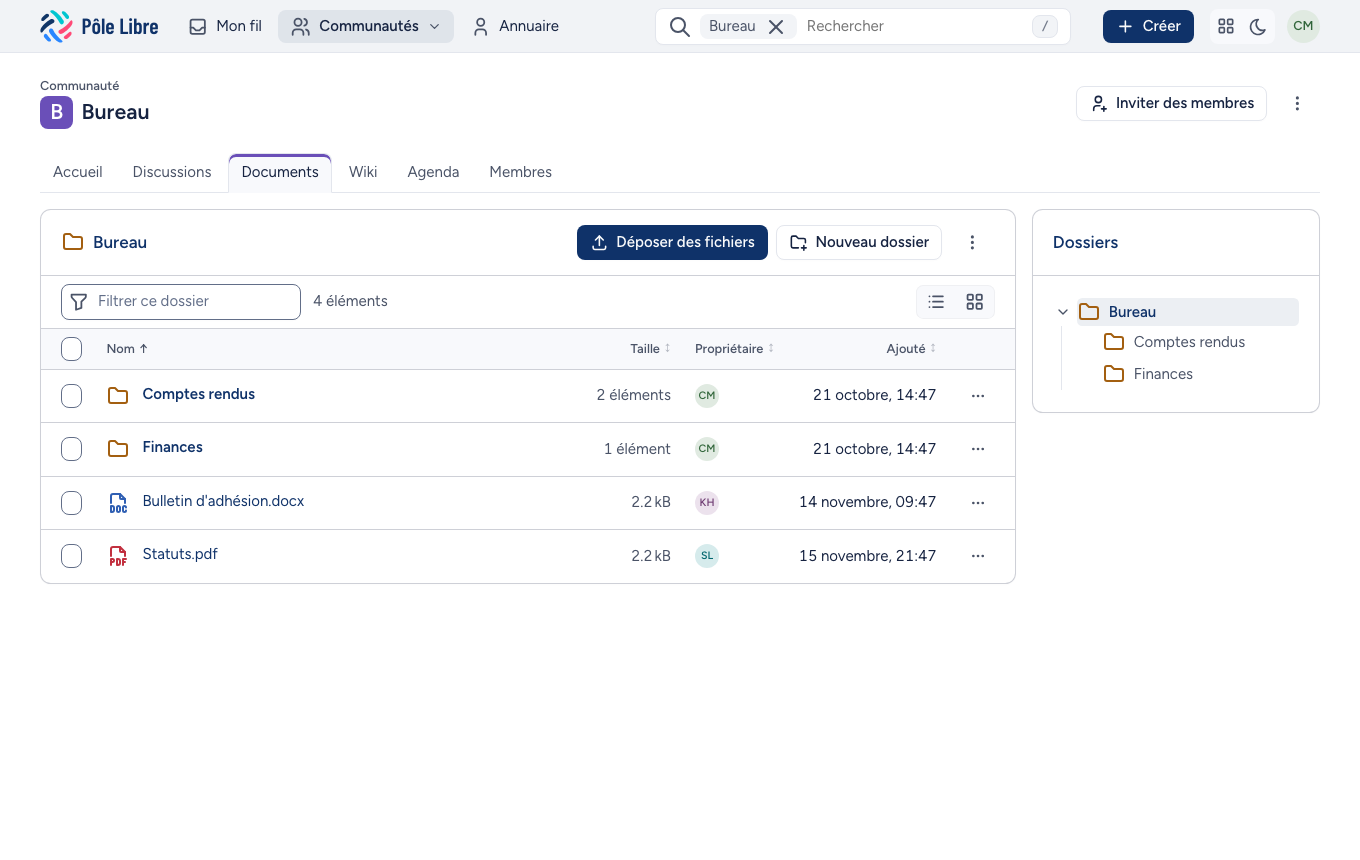 Pôle Libre
Mon fil
Communautés
Annuaire
Bureau
Rechercher
/
Créer
CM
Communauté
B Bureau
Inviter des membres
Accueil
Discussions
Documents
Wiki
Agenda
Membres
Bureau
Déposer des fichiers
Nouveau dossier
Filtrer ce dossier
4 éléments
Nom Taille Propriétaire Ajouté
Comptes rendus 2 éléments CM 21 octobre, 14:47
Finances 1 élément CM 21 octobre, 14:47
DOC Bulletin d'adhésion.docx 2.2 kB KH 14 novembre, 09:47
PDF Statuts.pdf 2.2 kB SL 15 novembre, 21:47
Dossiers
Bureau
Comptes rendus
Finances